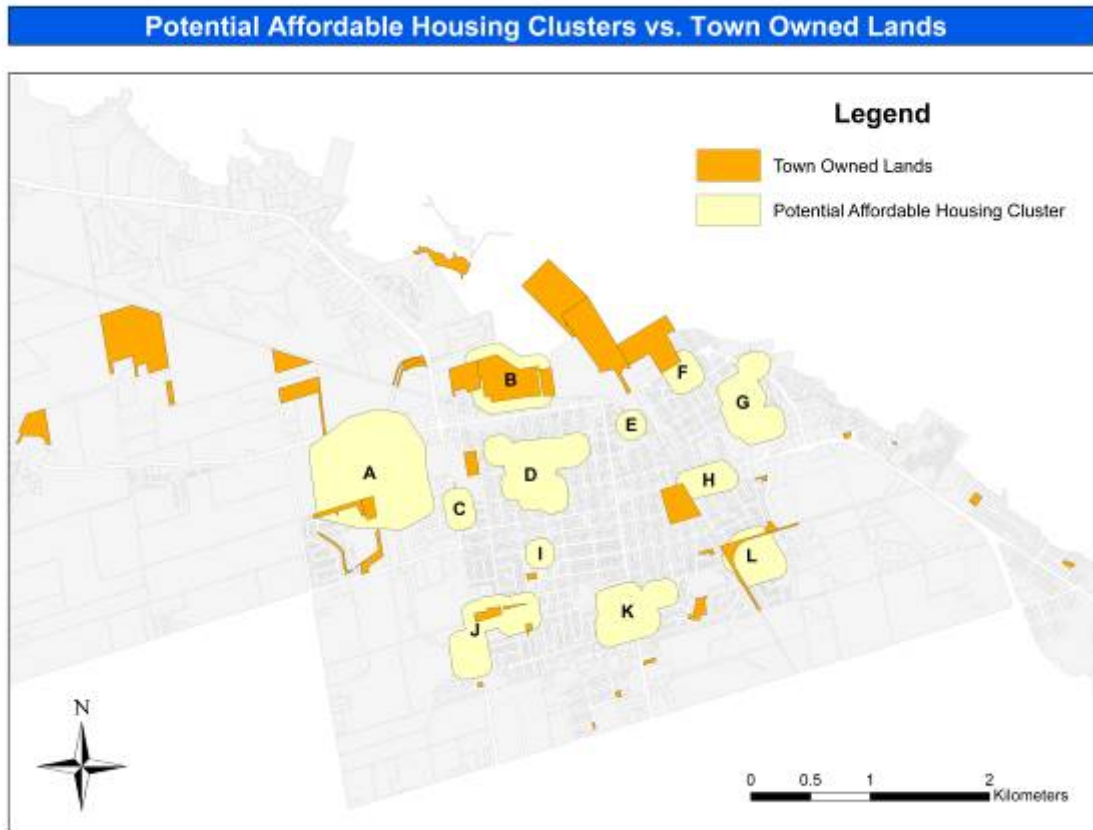 Potential Affordable Housing Clusters vs. Town Owned Lands
Legend
Town Owned Lands
Potential Affordable Housing Cluster
B
F
G
E
A
D
H
C
I
L
K
J
N
0 0.5 1 2
Kilometers